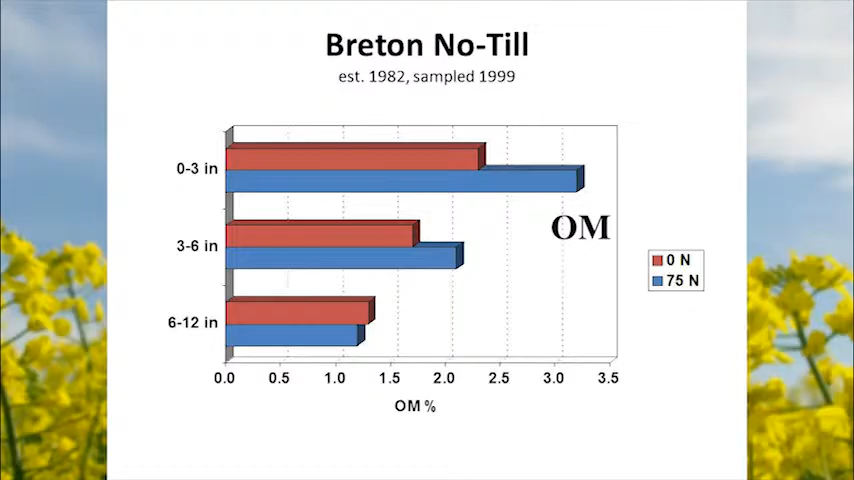 Breton No-Till
est. 1982, sampled 1999
0-3 in
3-6 in
6-12 in
OM
0 N
75 N
0.0 0.5 1.0 1.5 2.0 2.5 3.0 3.5
OM %